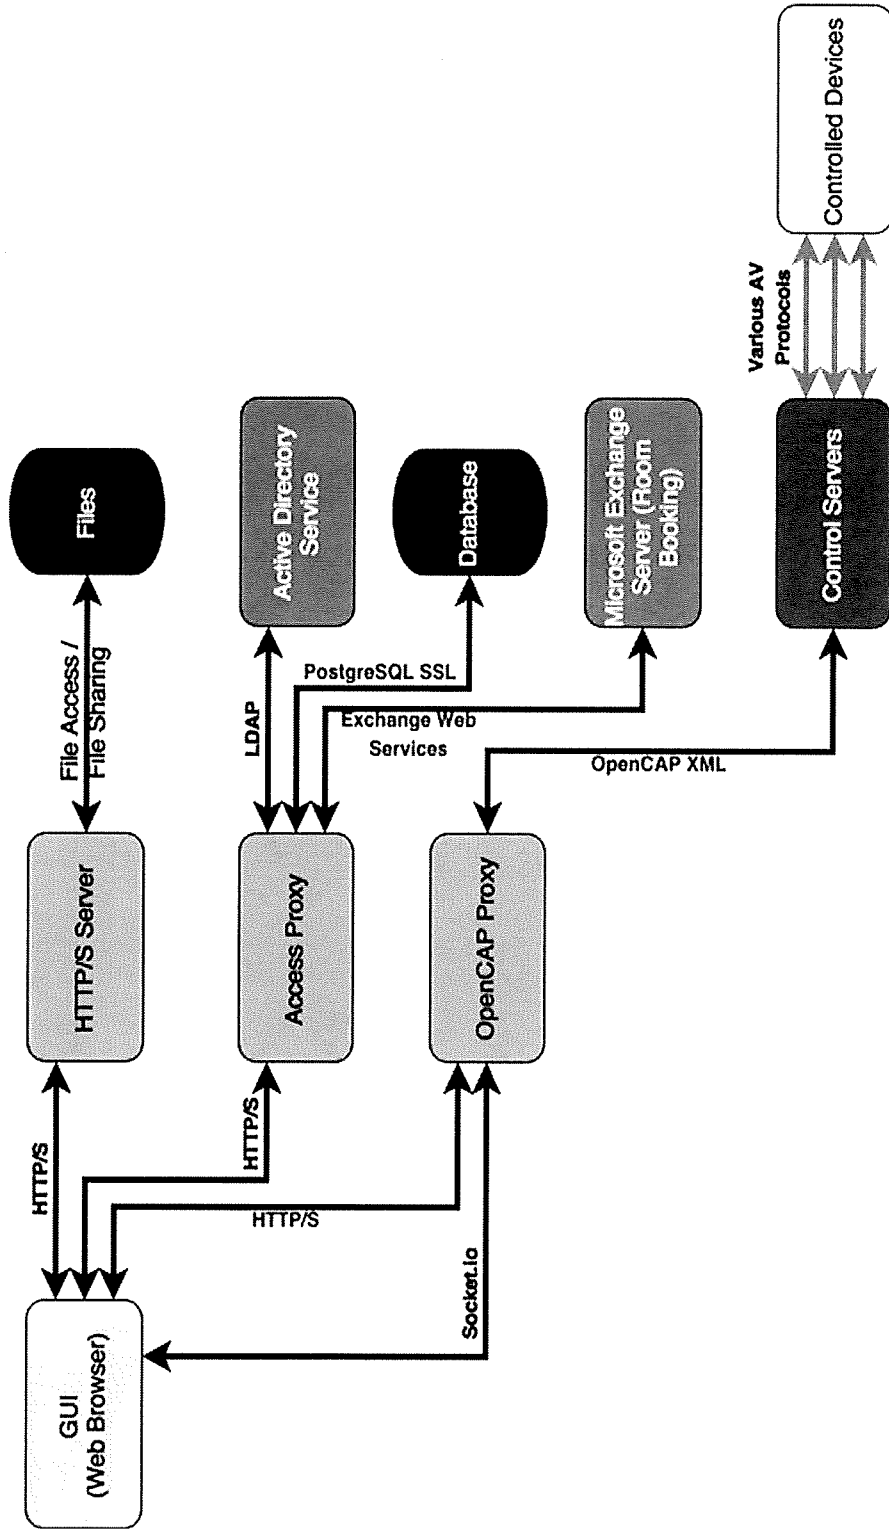 GUI
(Web Browser)
HTTP/S
HTTP/S
HTTP/S
Socket.io
HTTP/S Server
Access Proxy
OpenCAP Proxy
File Access /
File Sharing
LDAP
PostgreSQL SSL
Exchange Web
Services
OpenCAP XML
Files
Active Directory
Service
Database
Microsoft Exchange
Server (Room
Booking)
Control Servers
Various AV
Protocols
Controlled Devices